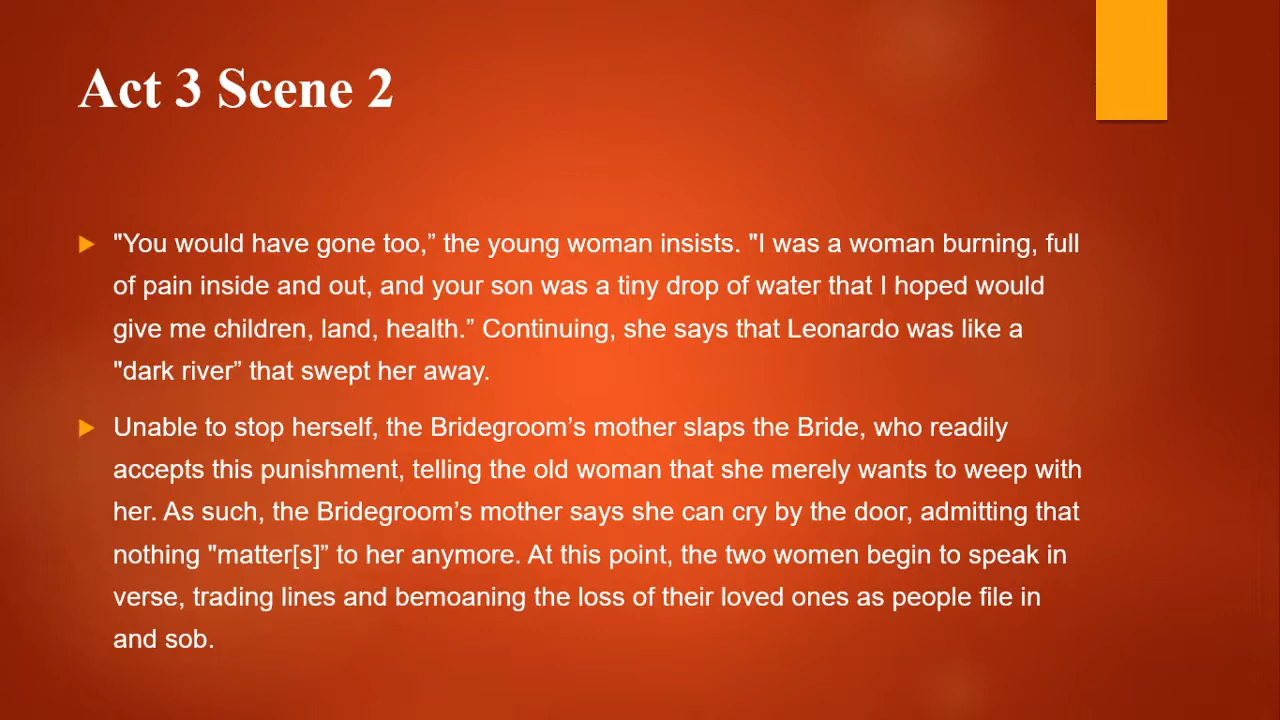 Act 3 Scene 2
"You would have gone too,” the young woman insists. "I was a woman burning, full
of pain inside and out, and your son was a tiny drop of water that I hoped would
give me children, land, health.” Continuing, she says that Leonardo was like a
"dark river” that swept her away.
Unable to stop herself, the Bridegroom’s mother slaps the Bride, who readily
accepts this punishment, telling the old woman that she merely wants to weep with
her. As such, the Bridegroom’s mother says she can cry by the door, admitting that
nothing "matter[s]” to her anymore. At this point, the two women begin to speak in
verse, trading lines and bemoaning the loss of their loved ones as people file in
and sob.